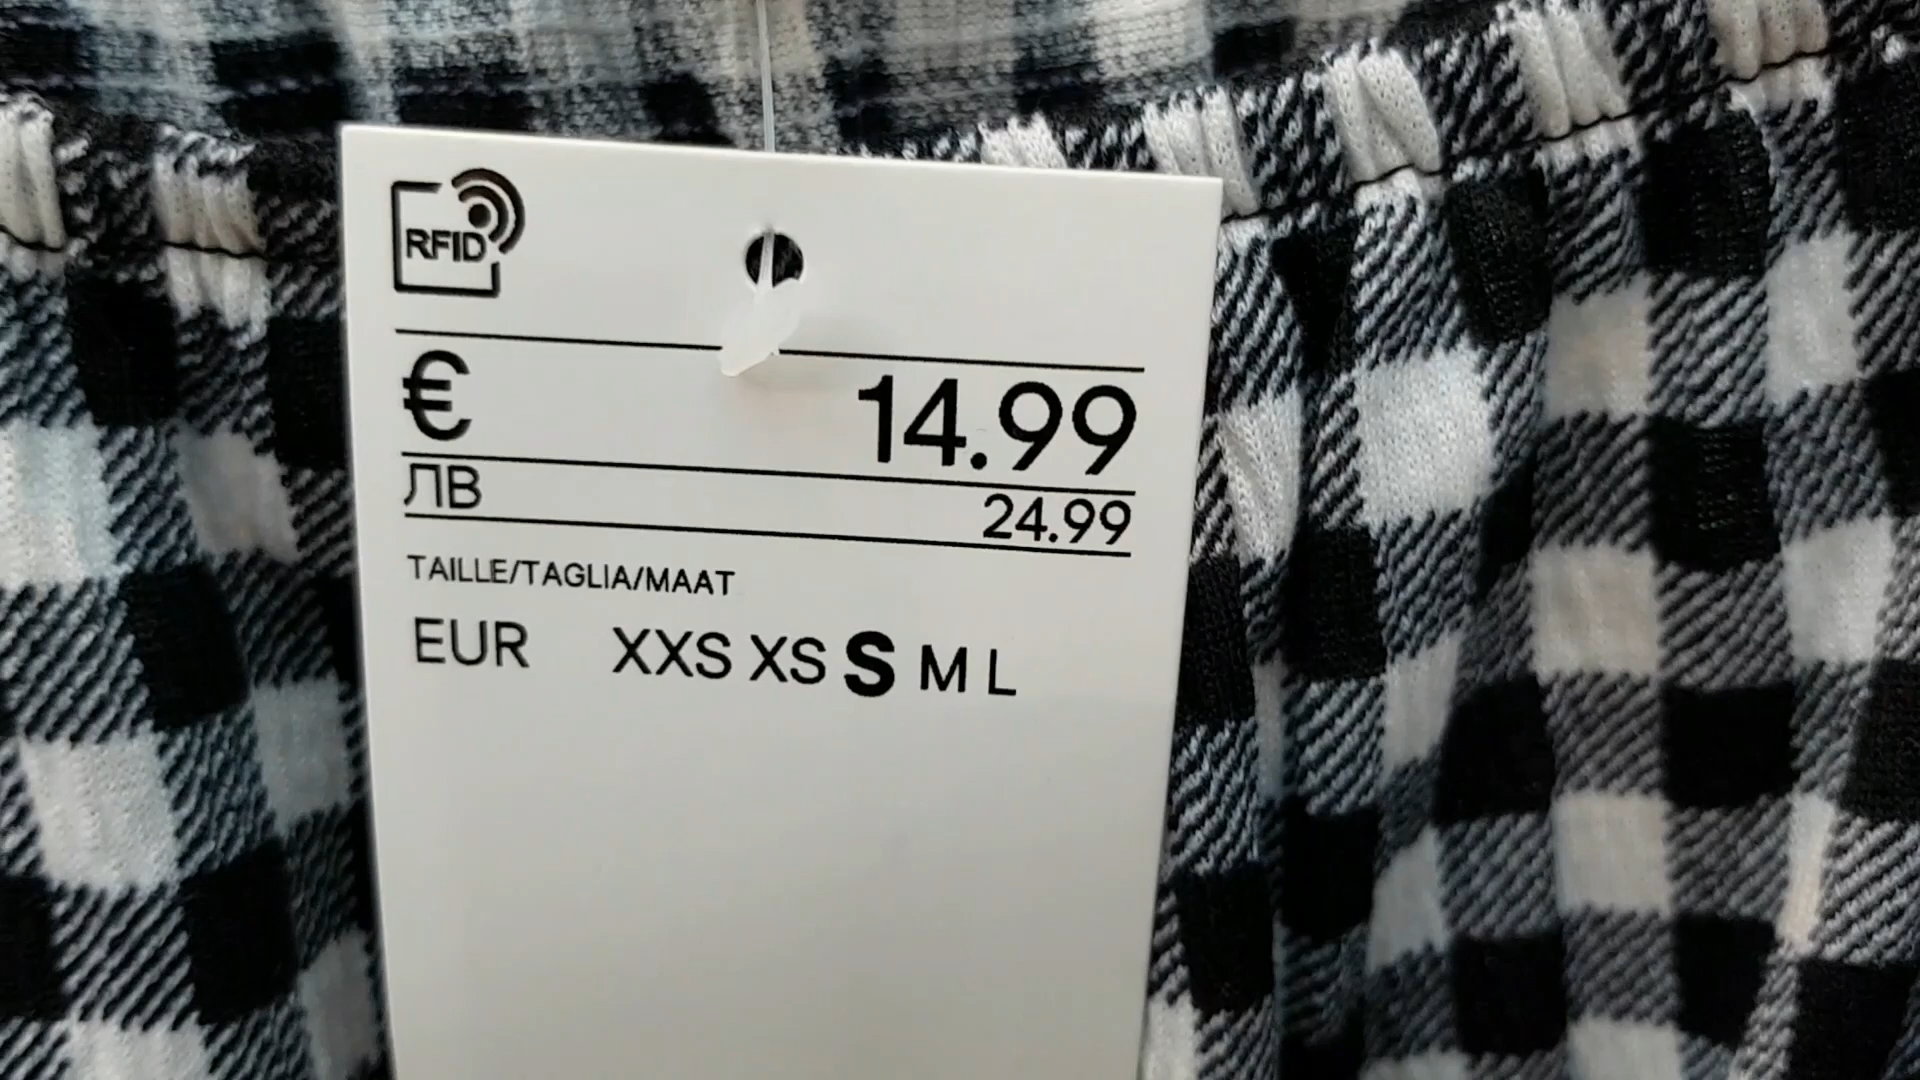 RFID
€ 14.99
ЛВ 24.99
TAILLE/TAGLIA/MAAT
EUR XXS XS S M L